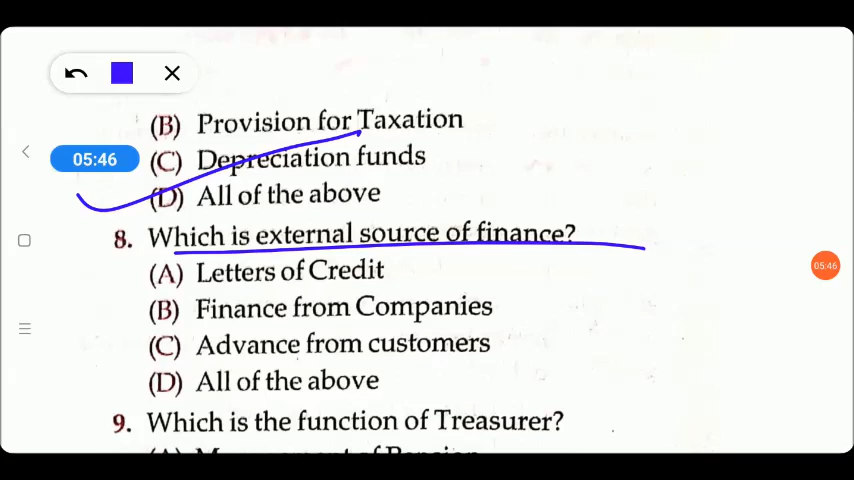 (B) Provision for Taxation
05:46
(C) Depreciation funds
(D) All of the above
8. Which is external source of finance?
(A) Letters of Credit
05:46
(B) Finance from Companies
(C) Advance from customers
(D) All of the above
9. Which is the function of Treasurer?